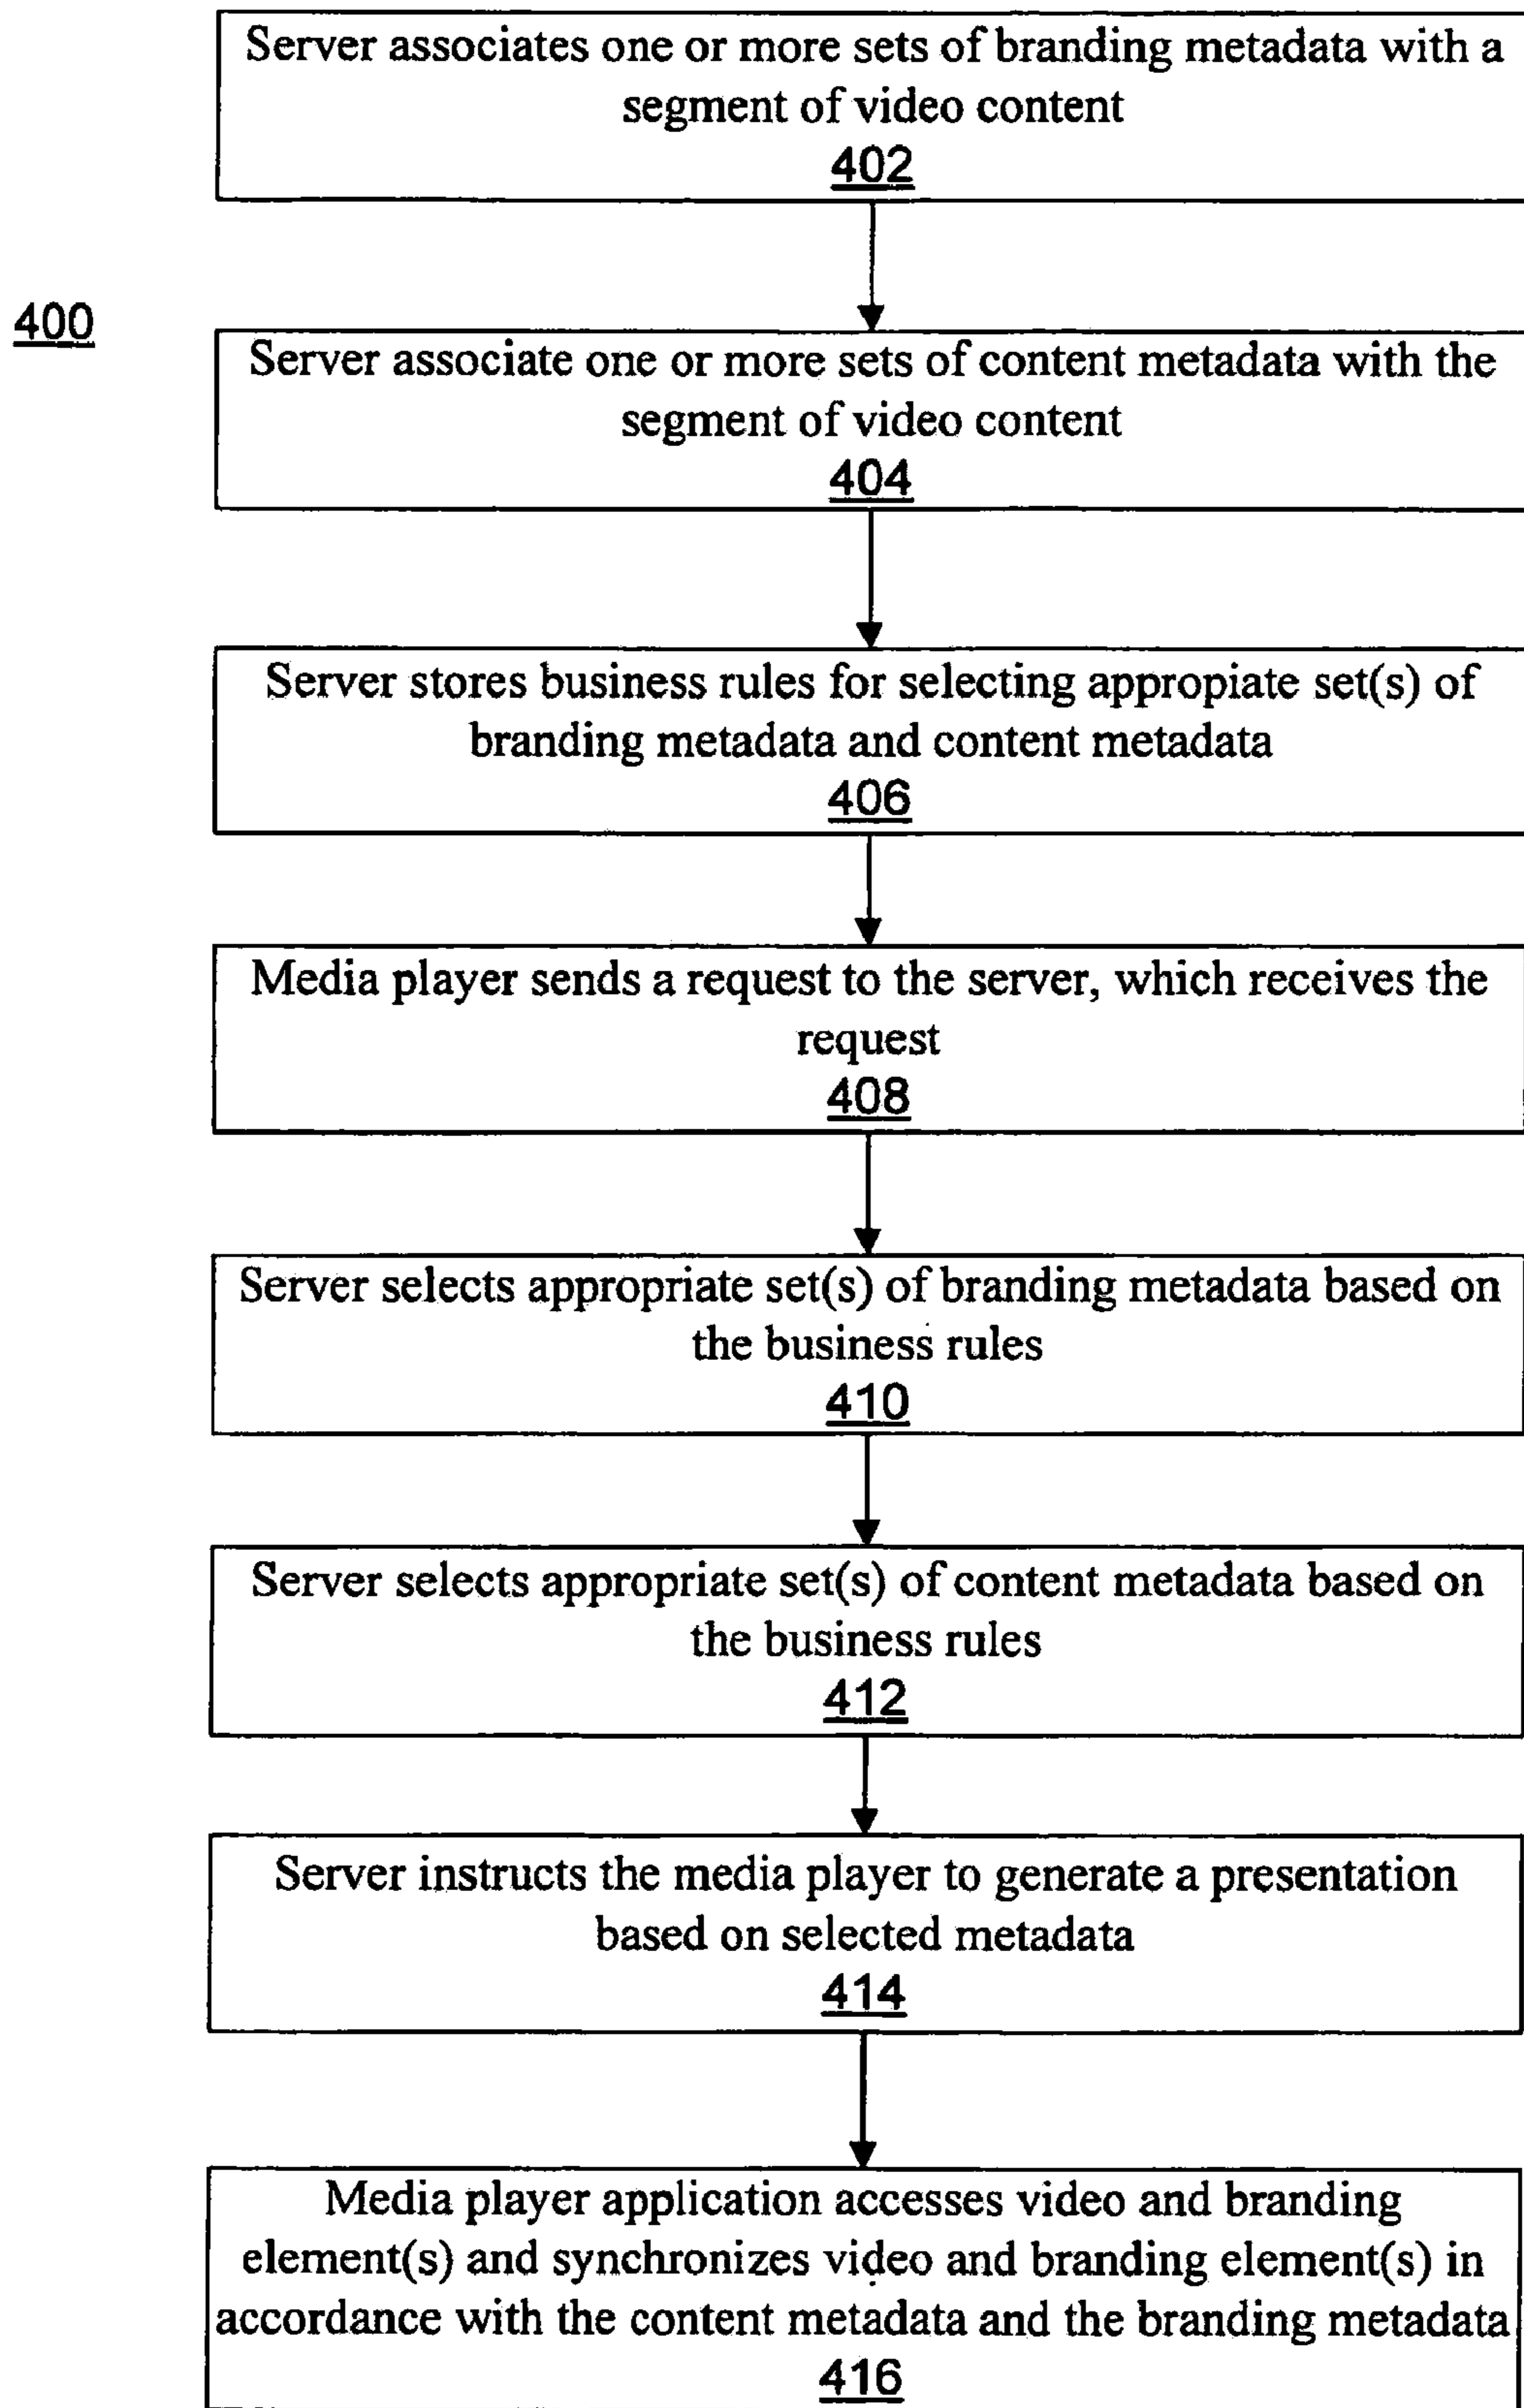 Server associates one or more sets of branding metadata with a
segment of video content
402
400
Server associate one or more sets of content metadata with the
segment of video content
404
Server stores business rules for selecting appropiate set(s) of
branding metadata and content metadata
406
Media player sends a request to the server, which receives the
request
408
Server selects appropriate set(s) of branding metadata based on
the business rules
410
Server selects appropriate set(s) of content metadata based on
the business rules
412
Server instructs the media player to generate a presentation
based on selected metadata
414
Media player application accesses video and branding
element(s) and synchronizes video and branding element(s) in
accordance with the content metadata and the branding metadata
416